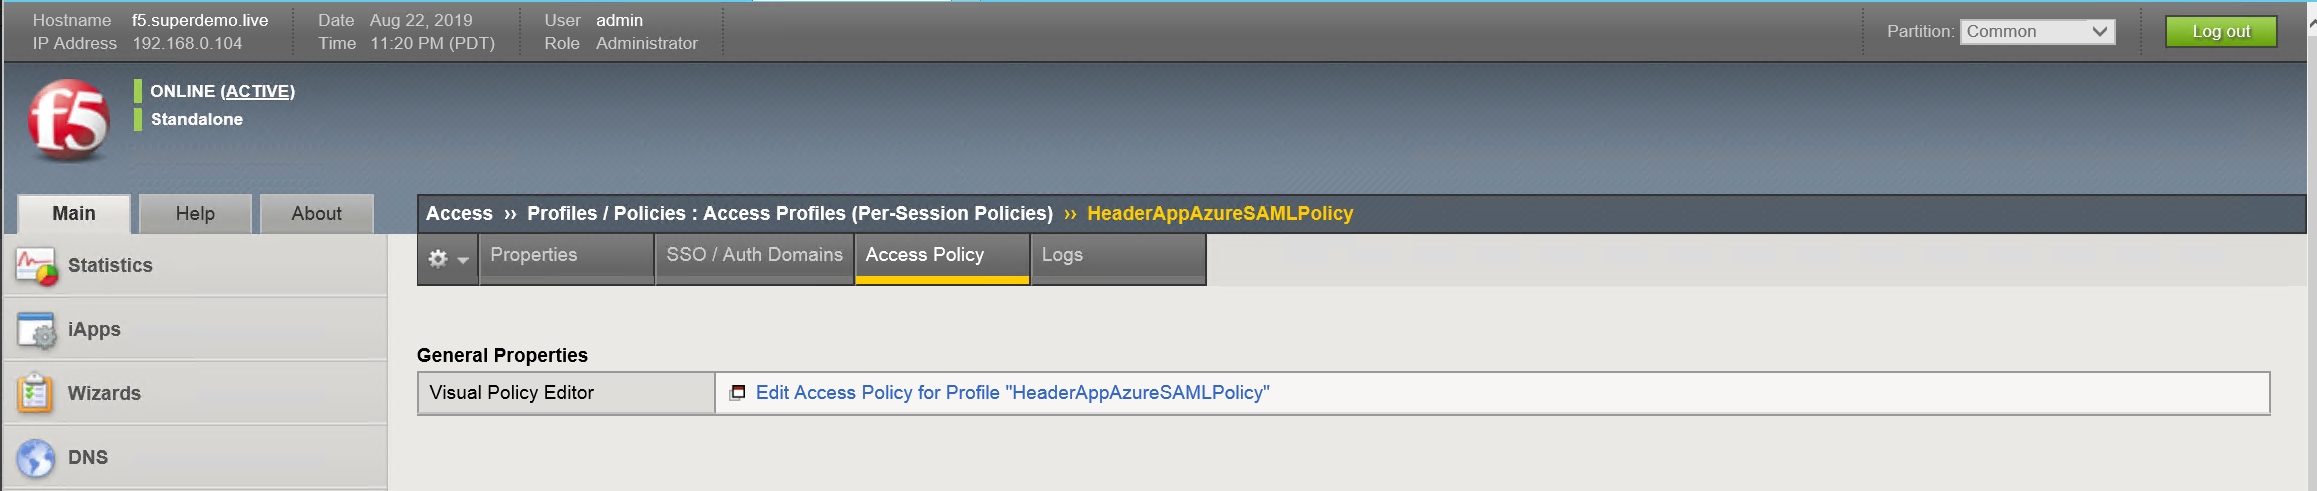 Hostname f5.superdemo.live Date Aug 22, 2019 User admin
IP Address 192.168.0.104 Time 11:20 PM (PDT) Role Administrator
Partition: Common Log out
f5
ONLINE (ACTIVE)
Standalone
Main Help About
Access ›› Profiles / Policies : Access Profiles (Per-Session Policies) ›› HeaderAppAzureSAMLPolicy
Properties SSO / Auth Domains Access Policy Logs
Statistics
iApps
Wizards
DNS
General Properties
Visual Policy Editor Edit Access Policy for Profile "HeaderAppAzureSAMLPolicy"